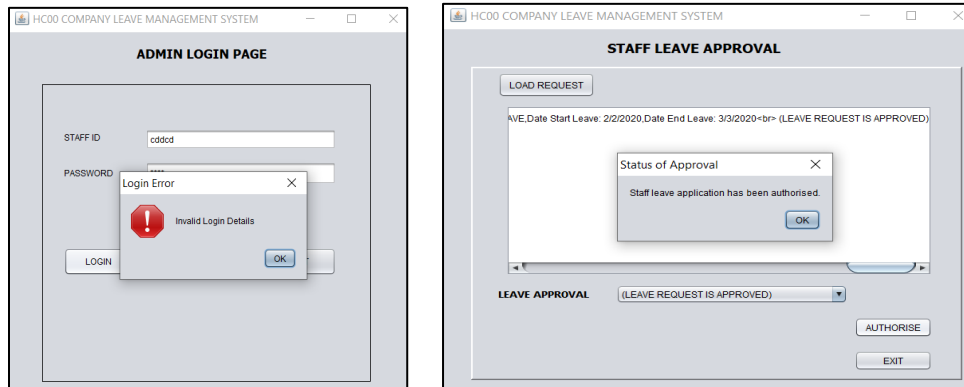 HC00 COMPANY LEAVE MANAGEMENT SYSTEM
ADMIN LOGIN PAGE
STAFF ID
cddcd
PASSWORD
****
Login Error
Invalid Login Details
LOGIN
OK
HC00 COMPANY LEAVE MANAGEMENT SYSTEM
STAFF LEAVE APPROVAL
LOAD REQUEST
AVE,Date Start Leave: 2/2/2020,Date End Leave: 3/3/2020<br> (LEAVE REQUEST IS APPROVED)
Status of Approval
Staff leave application has been authorised.
OK
LEAVE APPROVAL
(LEAVE REQUEST IS APPROVED)
AUTHORISE
EXIT